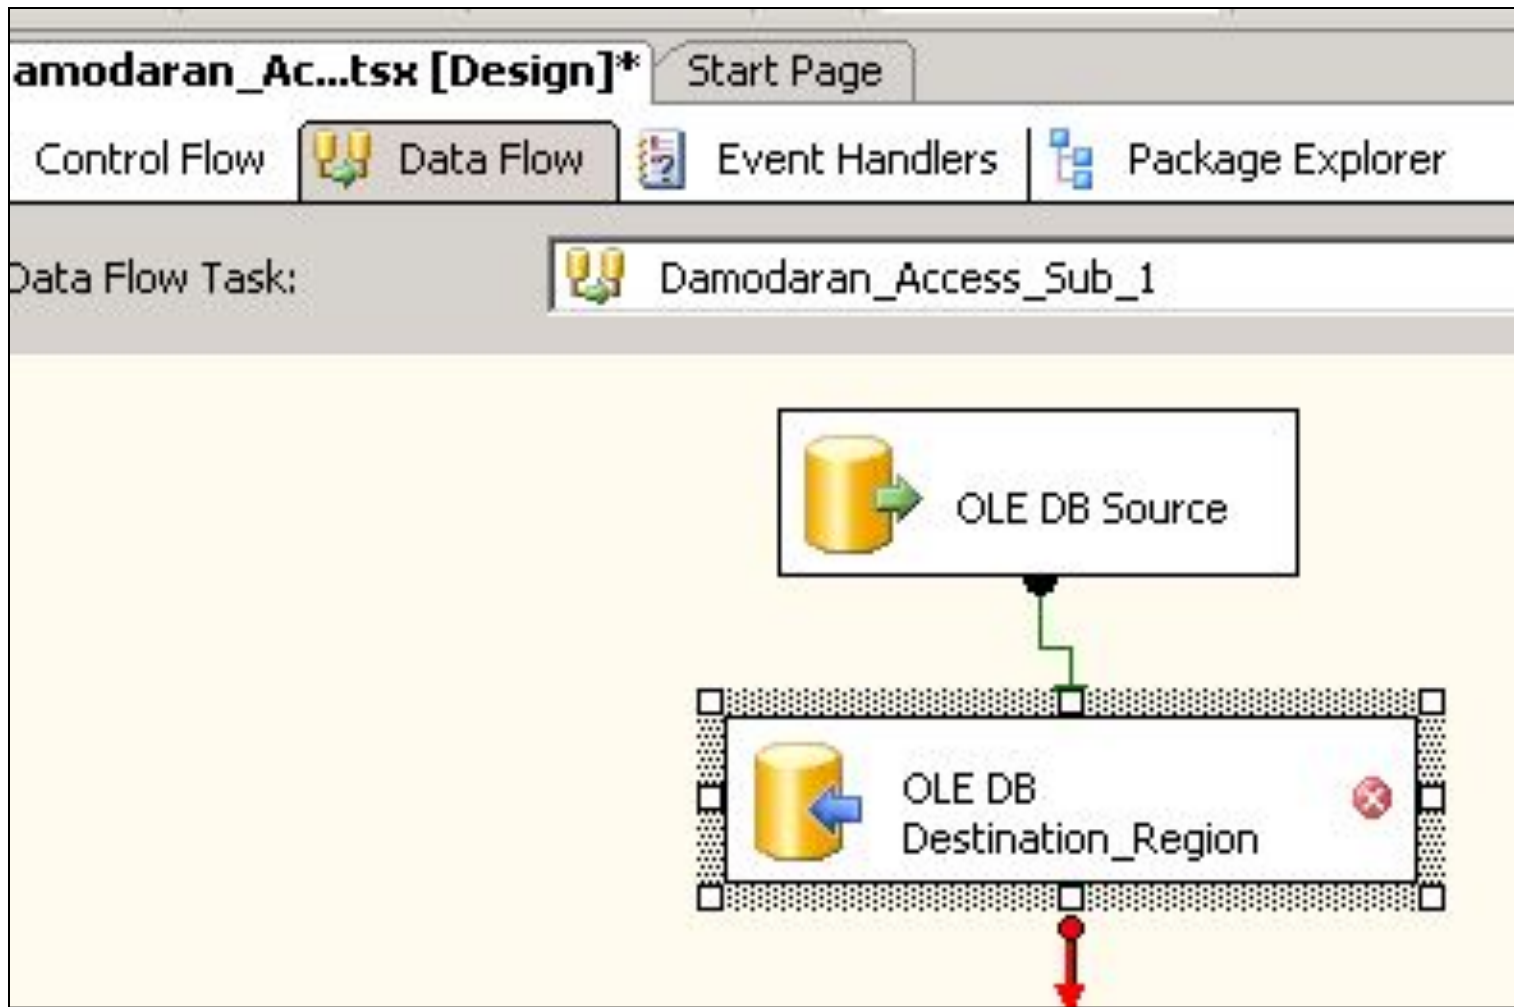 amodaran_Ac...tsx [Design]*
Start Page
Control Flow
Data Flow
Event Handlers
Package Explorer
Data Flow Task:
Damodaran_Access_Sub_1
OLE DB Source
OLE DB
Destination_Region